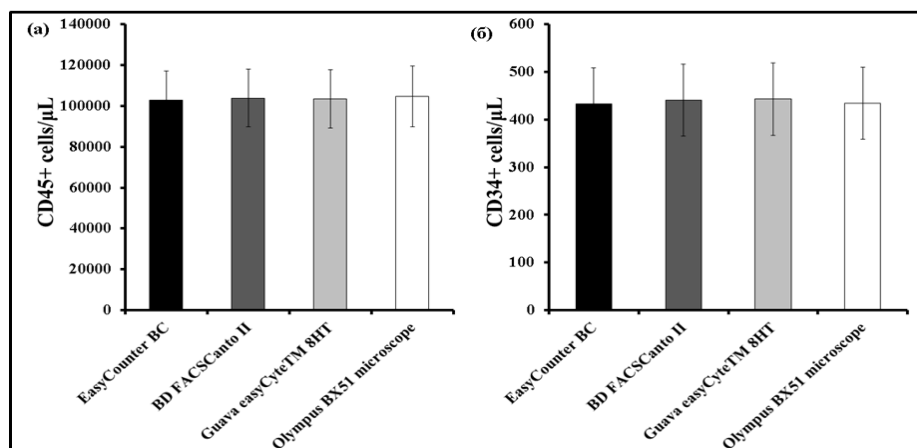 (а)
CD45+ cells/µL
140000
120000
100000
80000
60000
40000
20000
0
EasyCounter BC
BD FACSCanto II
Guava easyCyteTM 8HT
Olympus BX51 microscope
(б)
CD34+ cells/µL
600
500
400
300
200
100
0
EasyCounter BC
BD FACSCanto II
Guava easyCyteTM 8HT
Olympus BX51 microscope